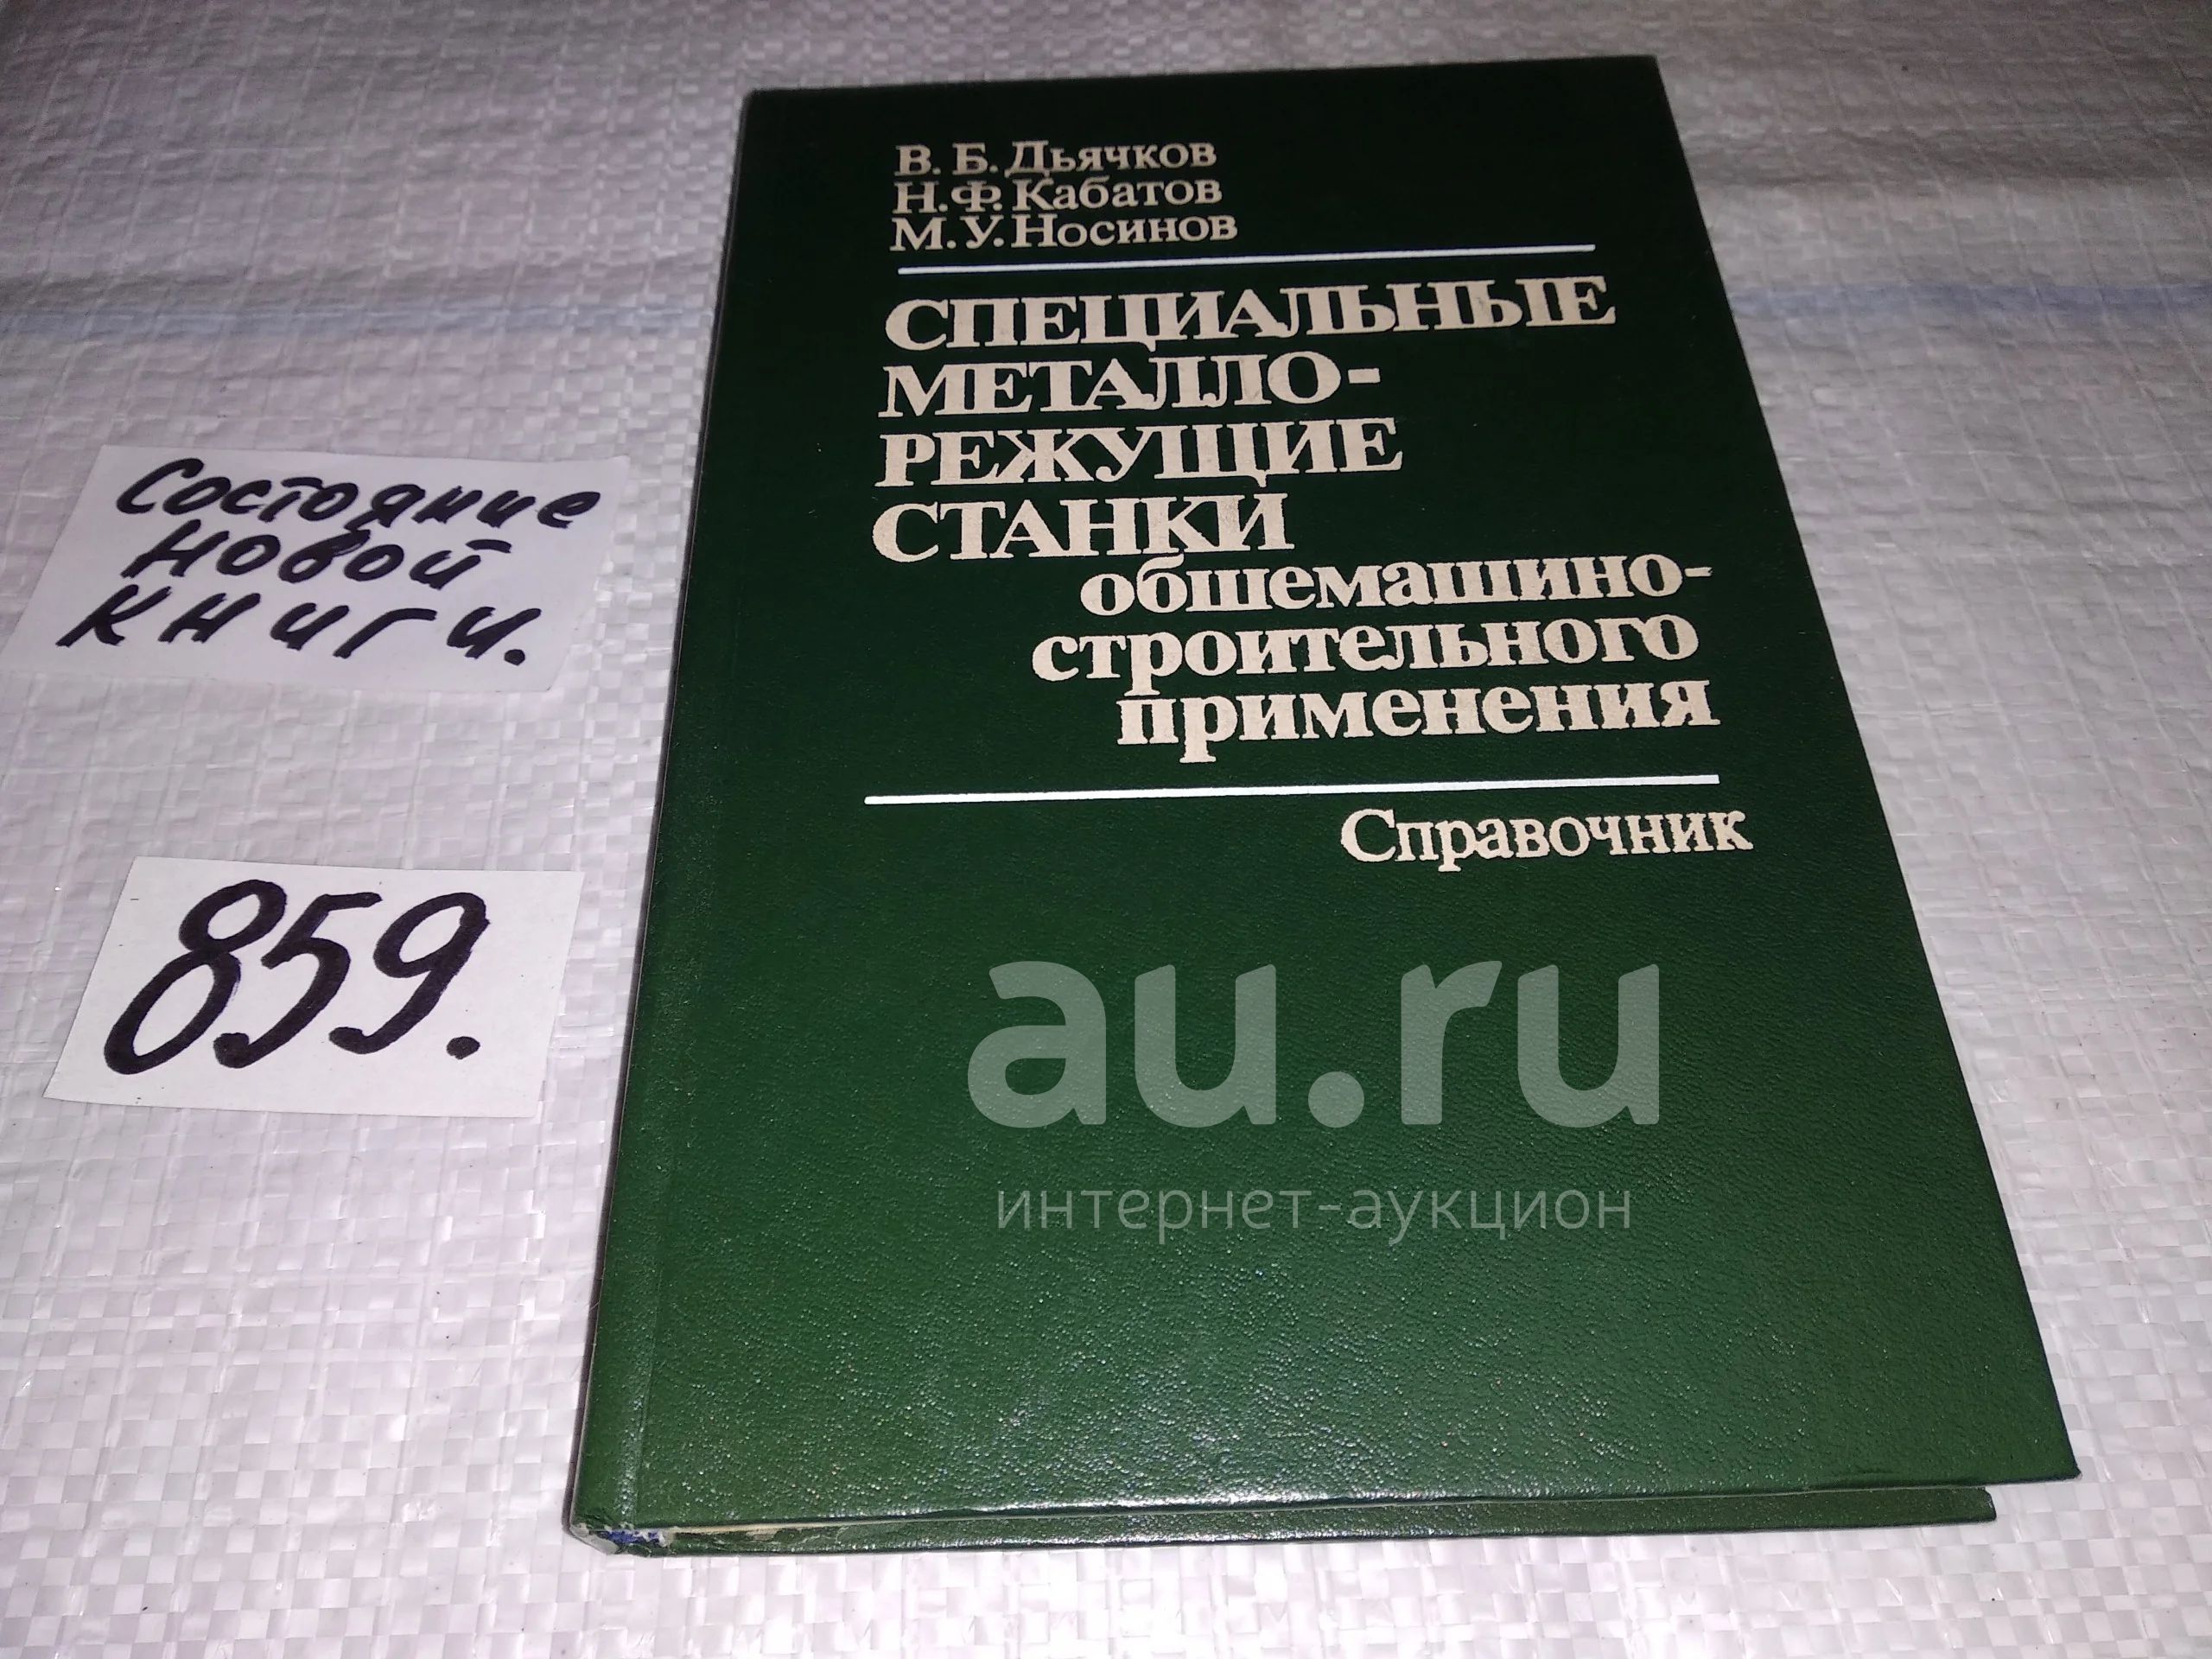 В. Б. Дьячков
Н.Ф. Кабатов
М.У. Носинов
СПЕЦИАЛЬНЫЕ
МЕТАЛЛО-
РЕЖУЩИЕ
СТАНКИ
общемашино-
строительного
применения
Справочник
Состояние
новой
книги.
859.
au.ru
интернет-аукцион